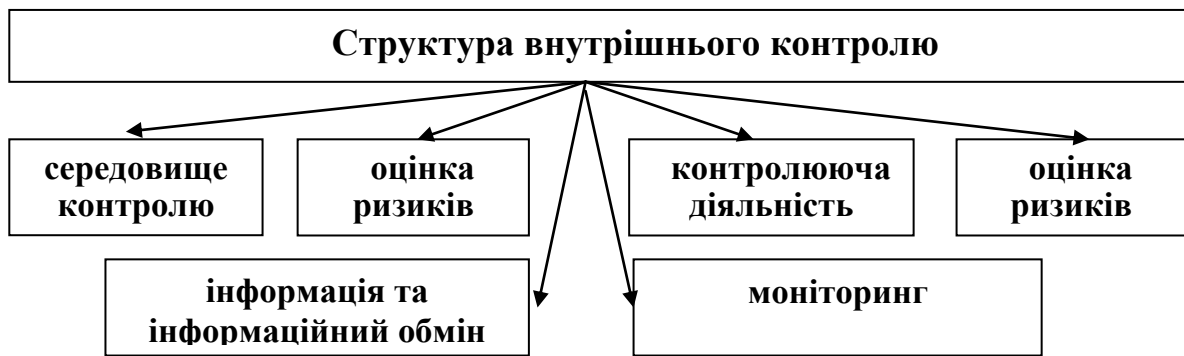 Структура внутрішнього контролю
середовище
контролю
оцінка
ризиків
контролююча
діяльність
оцінка
ризиків
інформація та
інформаційний обмін
моніторинг